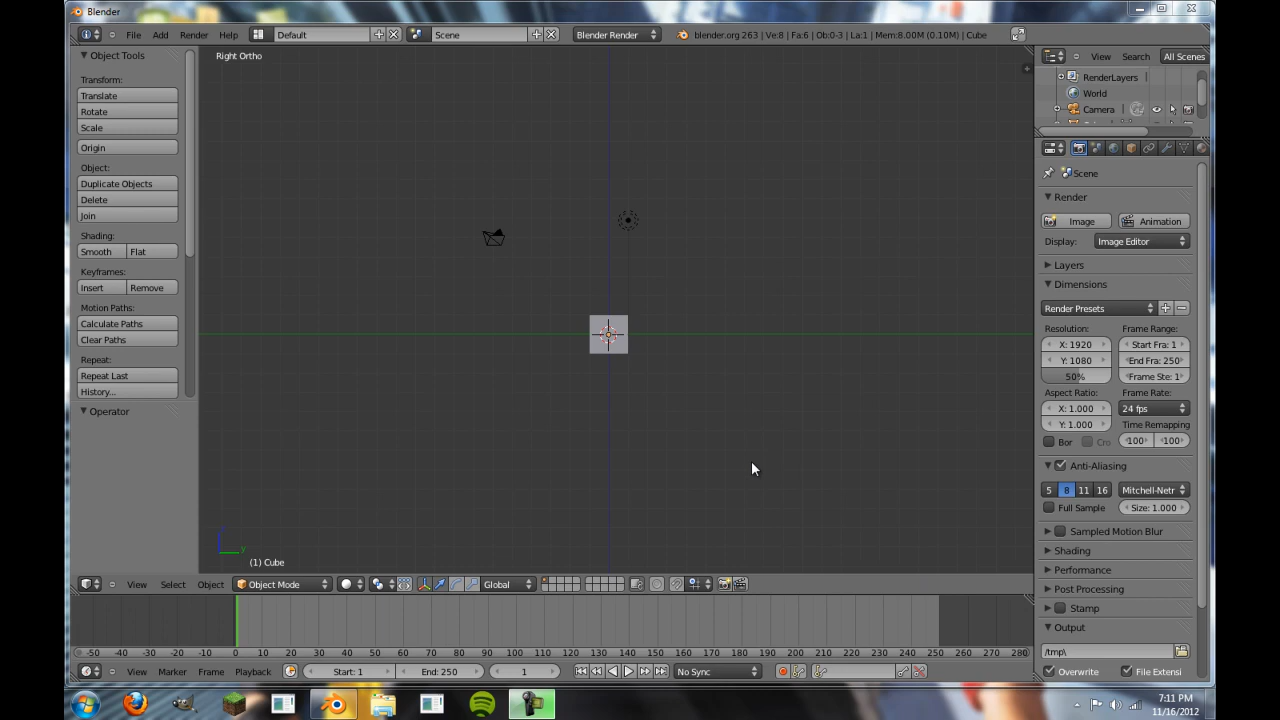 Blender
File Add Render Help Default Scene Blender Render blender.org 263 | Ve:8 | Fa:6 | Ob:0-3 | La:1 | Mem:8.00M (0.10M) | Cube
Object Tools
Transform:
Translate
Rotate
Scale
Origin
Object:
Duplicate Objects
Delete
Join
Shading:
Smooth Flat
Keyframes:
Insert Remove
Motion Paths:
Calculate Paths
Clear Paths
Repeat:
Repeat Last
History...
Operator
Right Ortho
y
(1) Cube
View Search All Scenes
RenderLayers
World
Camera
Scene
Render
Image Animation
Display: Image Editor
Layers
Dimensions
Render Presets
Resolution: Frame Range:
X: 1920 Start Fra: 1
Y: 1080 End Fra: 250
50% Frame Ste: 1
Aspect Ratio: Frame Rate:
X: 1.000 24 fps
Y: 1.000 Time Remapping
Bor Cro 100 100
Anti-Aliasing
5 8 11 16 Mitchell-Netr
Full Sample Size: 1.000
Sampled Motion Blur
Shading
Performance
Post Processing
Stamp
Output
/tmp\
Overwrite File Extensi
View Select Object Object Mode Global
-50 -40 -30 -20 -10 0 10 20 30 40 50 60 70 80 90 100 110 120 130 140 150 160 170 180 190 200 210 220 230 240 250 260 270 280
View Marker Frame Playback Start: 1 End: 250 1 No Sync
7:11 PM
11/16/2012